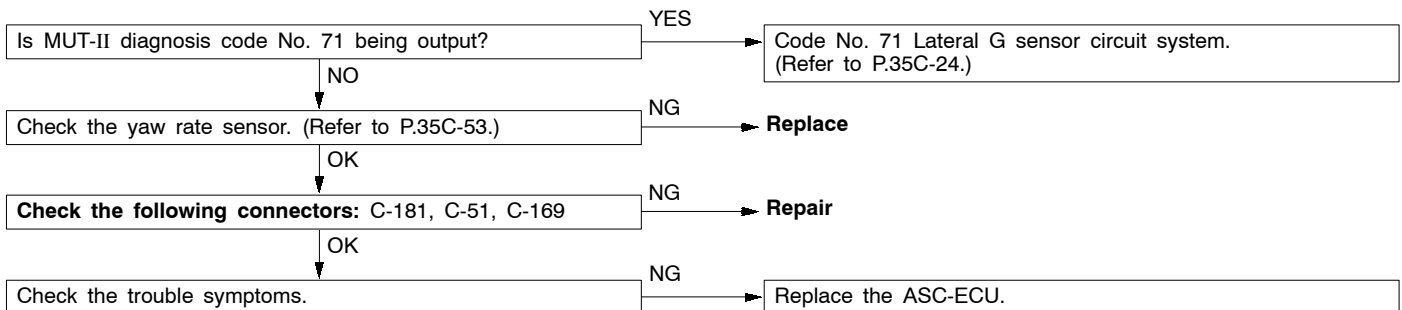 Is MUT-II diagnosis code No. 71 being output?
YES
Code No. 71 Lateral G sensor circuit system.
(Refer to P.35C-24.)
NO
Check the yaw rate sensor. (Refer to P.35C-53.)
NG
Replace
OK
Check the following connectors: C-181, C-51, C-169
NG
Repair
OK
Check the trouble symptoms.
NG
Replace the ASC-ECU.